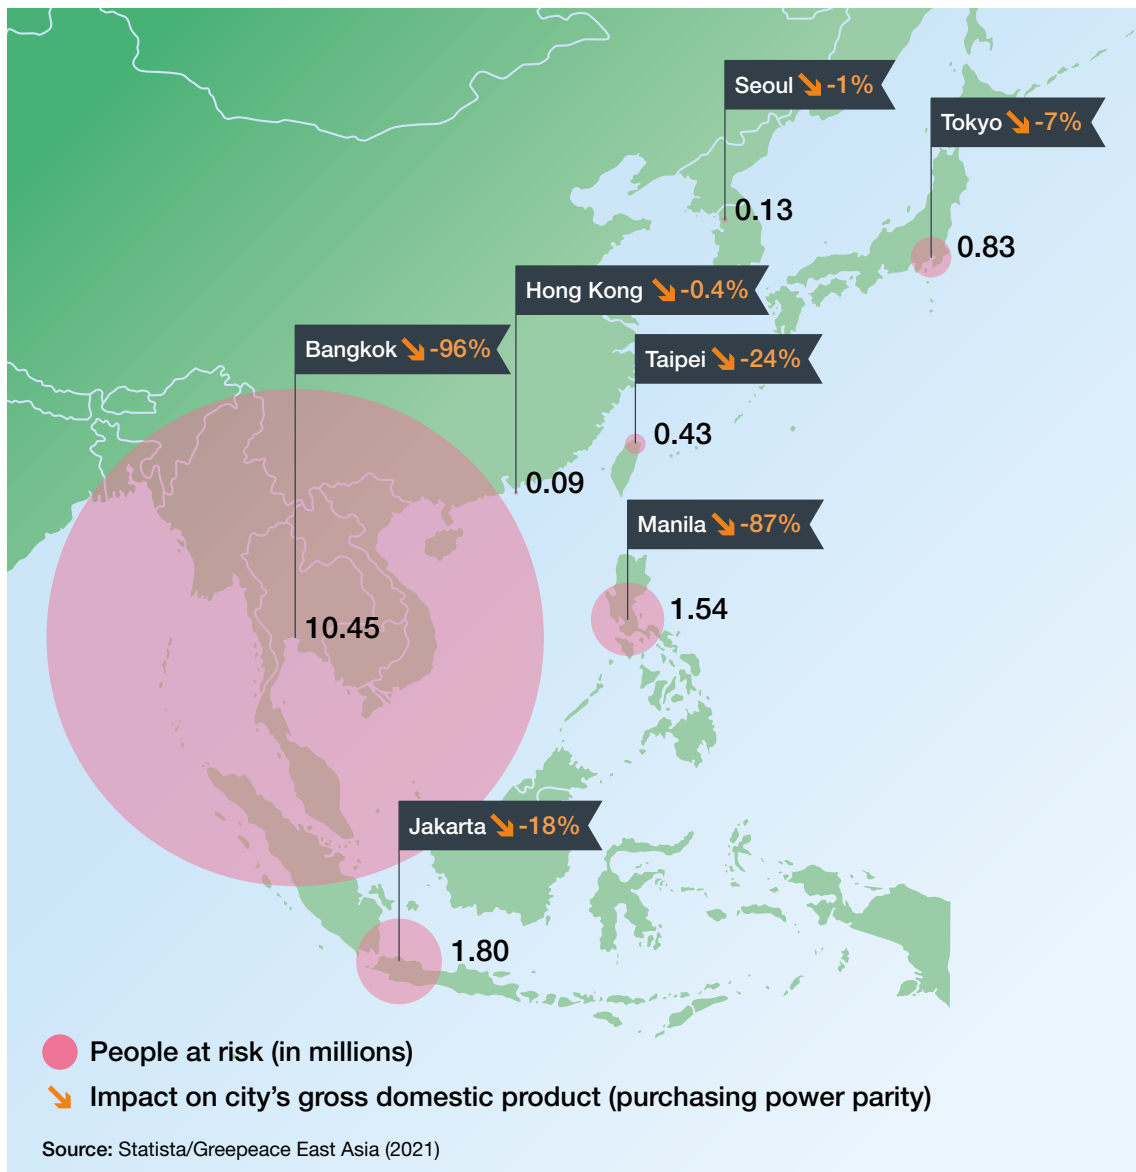 Seoul -1%
Tokyo -7%
0.13
0.83
Hong Kong -0.4%
Bangkok -96%
Taipei -24%
0.43
0.09
Manila -87%
1.54
10.45
Jakarta -18%
1.80
People at risk (in millions)
Impact on city's gross domestic product (purchasing power parity)
Source: Statista/Greepeace East Asia (2021)